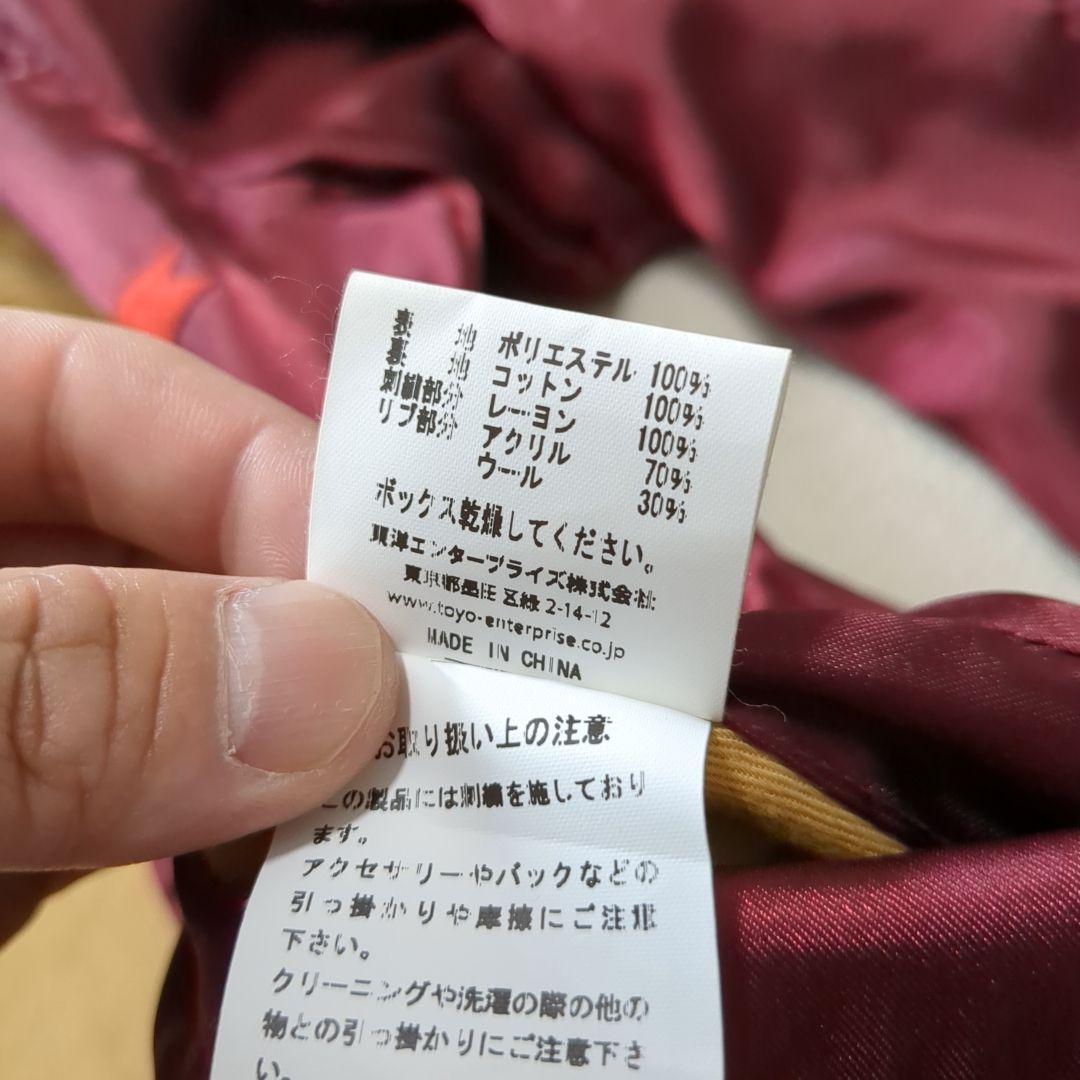 表 地 ポリエステル 100%
裏 地 コットン 100%
刺繍部分 レーヨン 100%
リブ部分 アクリル 70%
ウール 30%
ボックス乾燥してください。
東洋エンタープライズ株式会社
東京都墨田区緑 2-14-12
www.toyo-enterprise.co.jp
MADE IN CHINA
お取り扱い上の注意
この製品には刺繍を施しており
ます。
アクセサリーやバックなどの
引っ掛かりや摩擦にご注意
下さい。
クリーニングや洗濯の際の他の
物との引っ掛かりにご注意下さ
い。